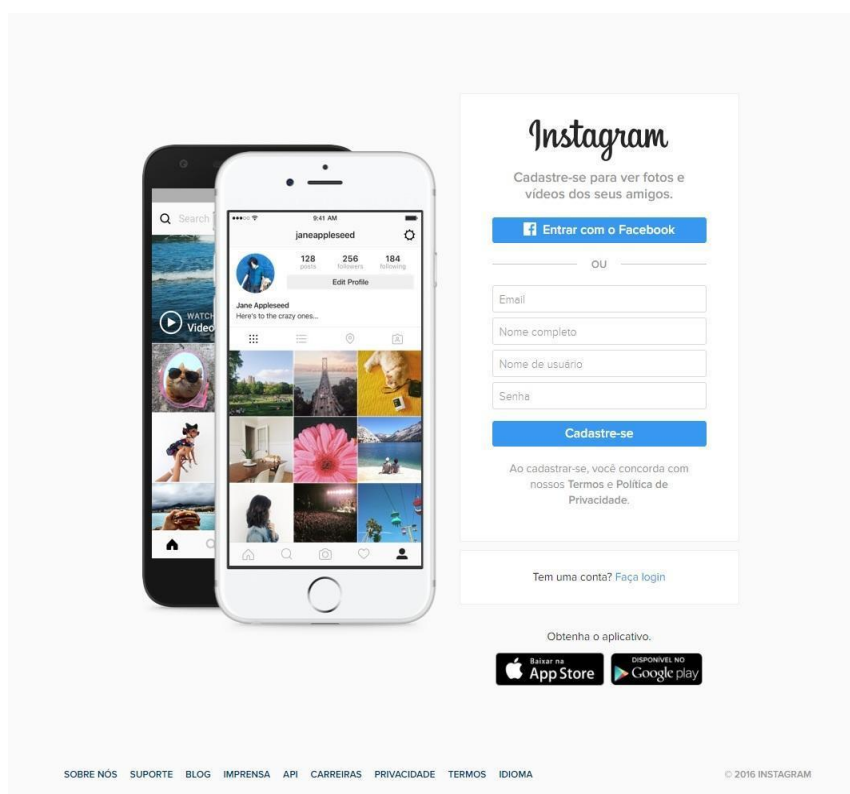 Search
WATCH
Video
9:41 AM
janeappleseed
128 256 184
posts followers following
Edit Profile
Jane Appleseed
Here's to the crazy ones...
Instagram
Cadastre-se para ver fotos e
vídeos dos seus amigos.
Entrar com o Facebook
OU
Email
Nome completo
Nome de usuário
Senha
Cadastre-se
Ao cadastrar-se, você concorda com
nossos Termos e Política de
Privacidade.
Tem uma conta? Faça login
Obtenha o aplicativo.
Baixar na
App Store
DISPONÍVEL NO
Google play
SOBRE NÓS SUPORTE BLOG IMPRENSA API CARREIRAS PRIVACIDADE TERMOS IDIOMA © 2016 INSTAGRAM